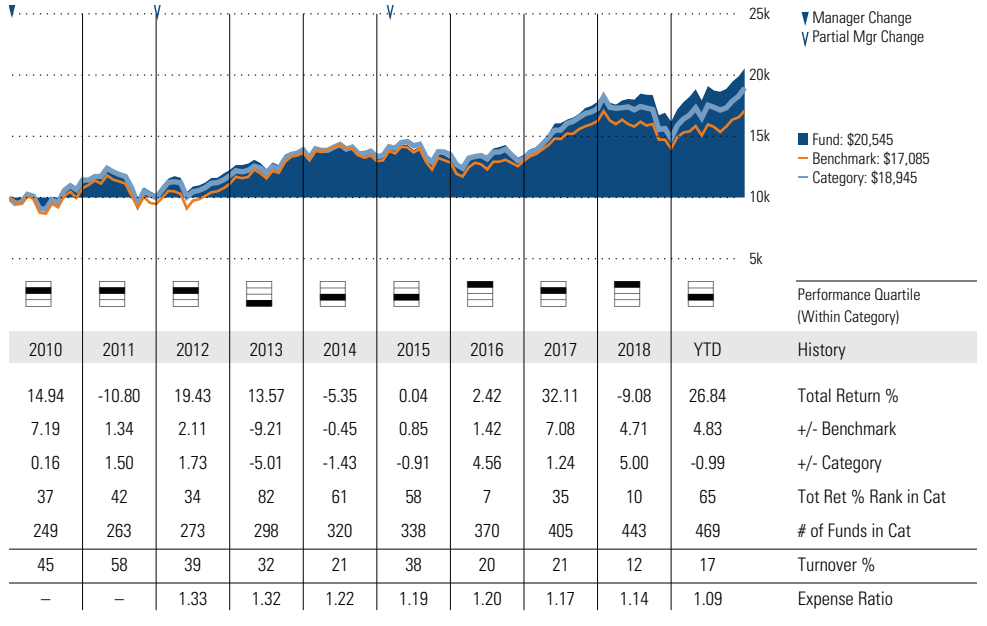 25k
20k
15k
10k
5k
Manager Change
Partial Mgr Change
Fund: $20,545
Benchmark: $17,085
Category: $18,945
Performance Quartile
(Within Category)
2010 2011 2012 2013 2014 2015 2016 2017 2018 YTD History
14.94 -10.80 19.43 13.57 -5.35 0.04 2.42 32.11 -9.08 26.84 Total Return %
7.19 1.34 2.11 -9.21 -0.45 0.85 1.42 7.08 4.71 4.83 +/- Benchmark
0.16 1.50 1.73 -5.01 -1.43 -0.91 4.56 1.24 5.00 -0.99 +/- Category
37 42 34 82 61 58 7 35 10 65 Tot Ret % Rank in Cat
249 263 273 298 320 338 370 405 443 469 # of Funds in Cat
45 58 39 32 21 38 20 21 12 17 Turnover %
– – 1.33 1.32 1.22 1.19 1.20 1.17 1.14 1.09 Expense Ratio